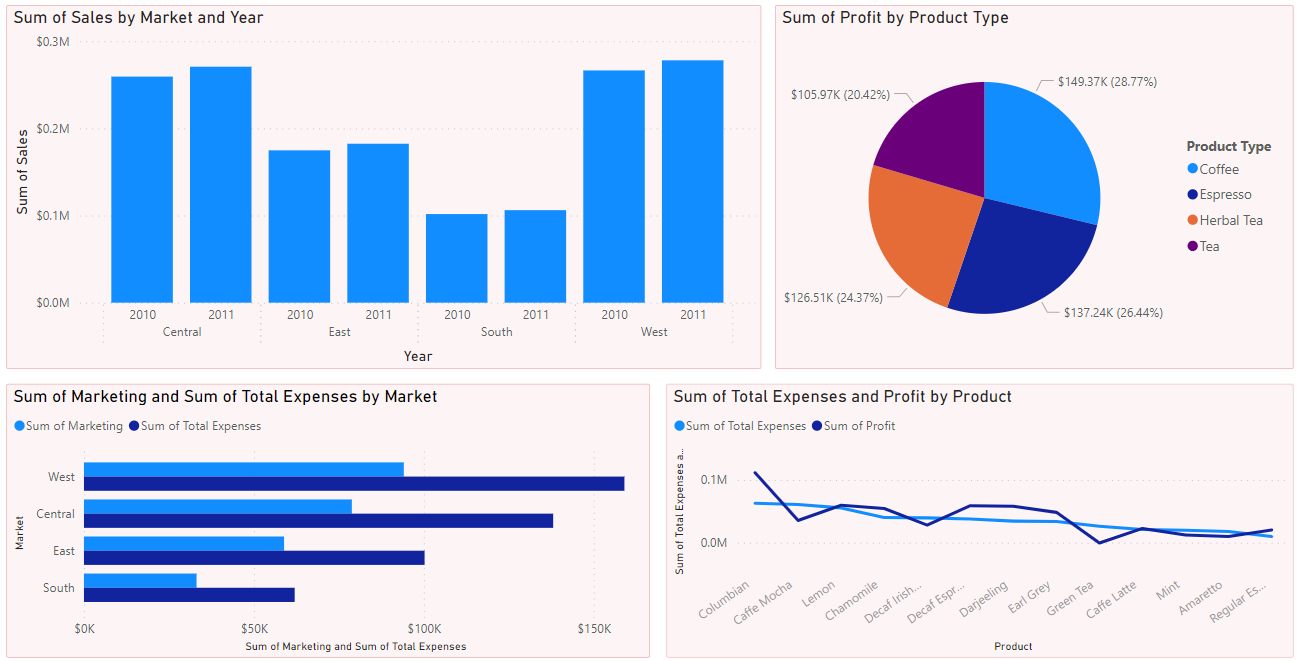 Sum of Sales by Market and Year
$0.3M
$0.2M
$0.1M
$0.0M
Sum of Sales
2010 2011 2010 2011 2010 2011 2010 2011
Central East South West
Year
Sum of Profit by Product Type
$149.37K (28.77%)
$105.97K (20.42%)
$126.51K (24.37%)
$137.24K (26.44%)
Product Type
Coffee
Espresso
Herbal Tea
Tea
Sum of Marketing and Sum of Total Expenses by Market
Sum of Marketing Sum of Total Expenses
Market
West
Central
East
South
$0K $50K $100K $150K
Sum of Marketing and Sum of Total Expenses
Sum of Total Expenses and Profit by Product
Sum of Total Expenses Sum of Profit
Sum of Total Expenses a...
0.1M
0.0M
Columbian
Caffe Mocha
Lemon
Chamomile
Decaf Irish...
Decaf Espr...
Darjeeling
Earl Grey
Green Tea
Caffe Latte
Mint
Amaretto
Regular Es...
Product